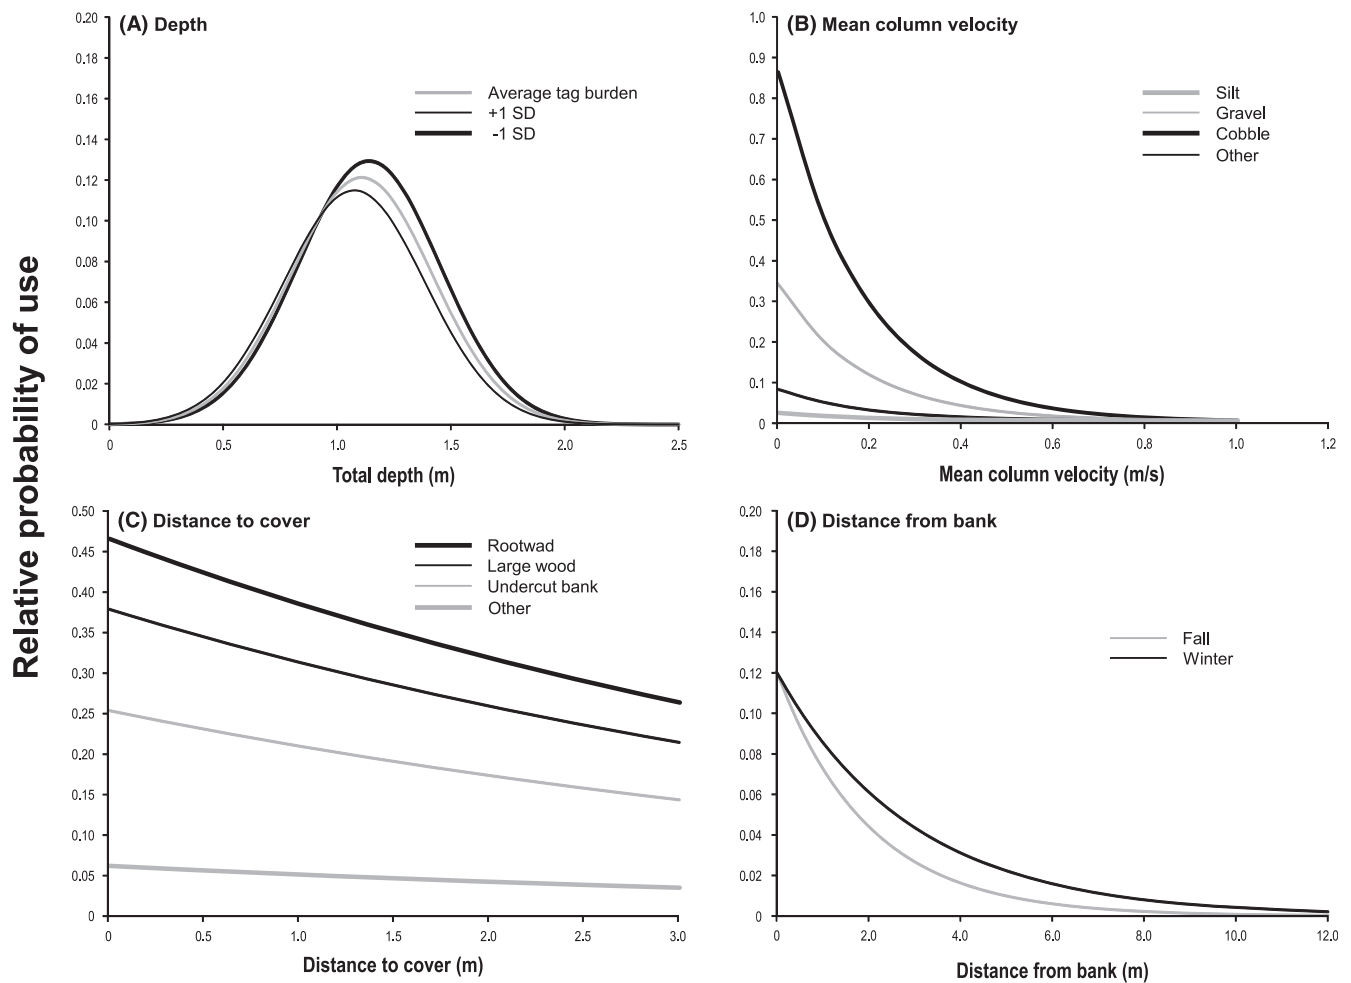 Relative probability of use
(A) Depth
0.20
0.18
0.16
0.14
0.12
0.10
0.08
0.06
0.04
0.02
0
Average tag burden
+1 SD
-1 SD
0 0.5 1.0 1.5 2.0 2.5
Total depth (m)
(B) Mean column velocity
1.0
0.9
0.8
0.7
0.6
0.5
0.4
0.3
0.2
0.1
0
Silt
Gravel
Cobble
Other
0 0.2 0.4 0.6 0.8 1.0 1.2
Mean column velocity (m/s)
(C) Distance to cover
0.50
0.45
0.40
0.35
0.30
0.25
0.20
0.15
0.10
0.05
0
Rootwad
Large wood
Undercut bank
Other
0 0.5 1.0 1.5 2.0 2.5 3.0
Distance to cover (m)
(D) Distance from bank
0.20
0.18
0.16
0.14
0.12
0.10
0.08
0.06
0.04
0.02
0
Fall
Winter
0 2.0 4.0 6.0 8.0 10.0 12.0
Distance from bank (m)